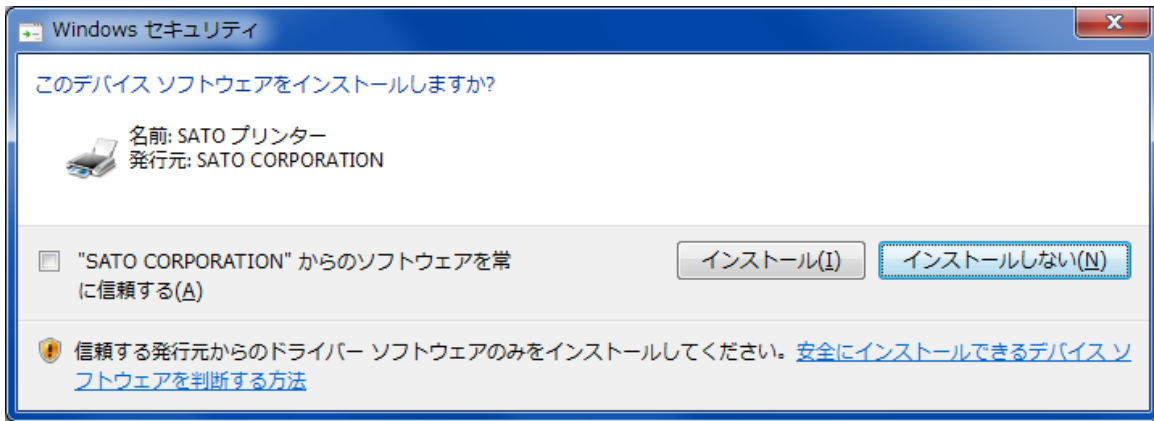 Windows セキュリティ
このデバイス ソフトウェアをインストールしますか?
名前: SATO プリンター
発行元: SATO CORPORATION
"SATO CORPORATION" からのソフトウェアを常
に信頼する(A)
インストール(I)
インストールしない(N)
信頼する発行元からのドライバー ソフトウェアのみをインストールしてください。安全にインストールできるデバイス ソ
フトウェアを判断する方法